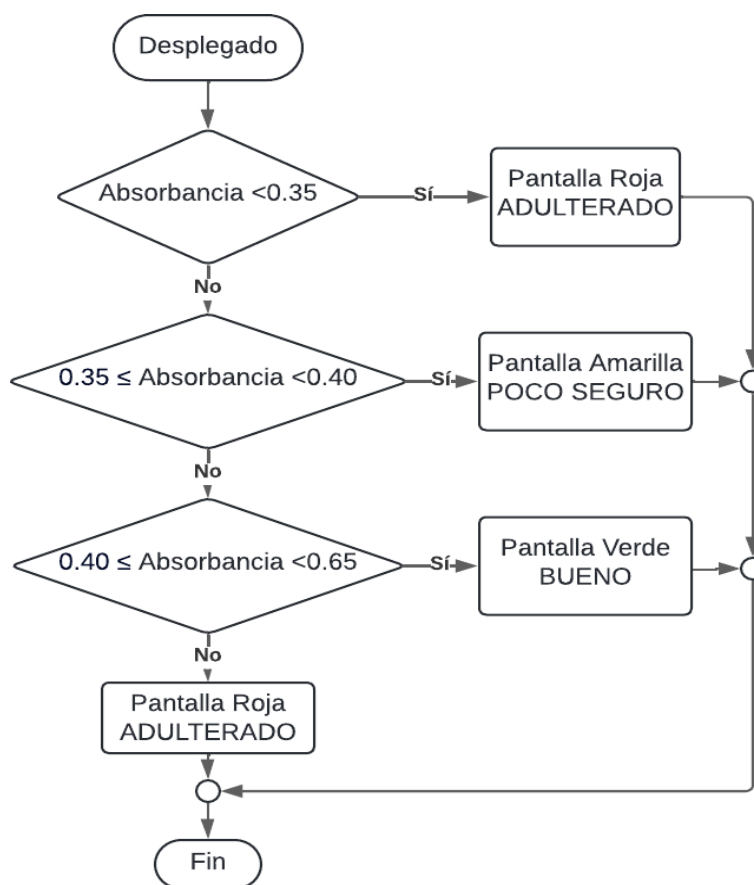 Desplegado
Absorbancia <0.35
Sí
Pantalla Roja
ADULTERADO
No
0.35 ≤ Absorbancia <0.40
Sí
Pantalla Amarilla
POCO SEGURO
No
0.40 ≤ Absorbancia <0.65
Sí
Pantalla Verde
BUENO
No
Pantalla Roja
ADULTERADO
Fin